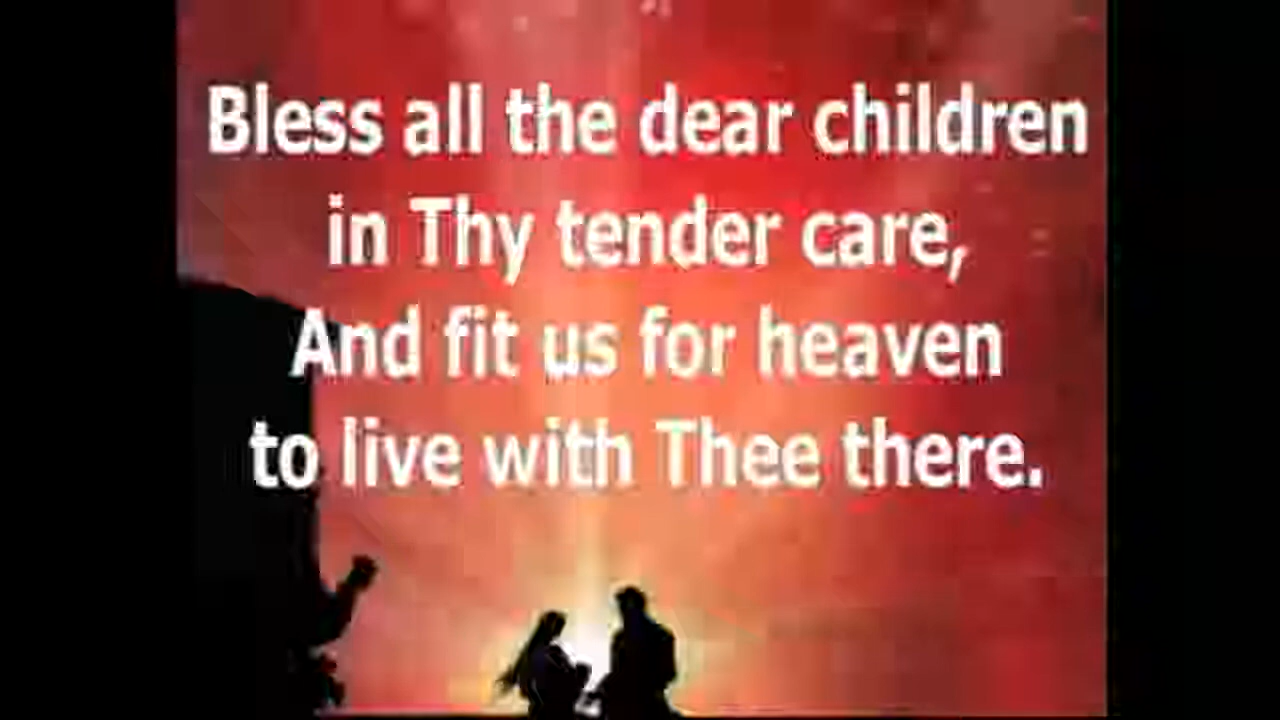 Bless all the dear children
in Thy tender care,
And fit us for heaven
to live with Thee there.